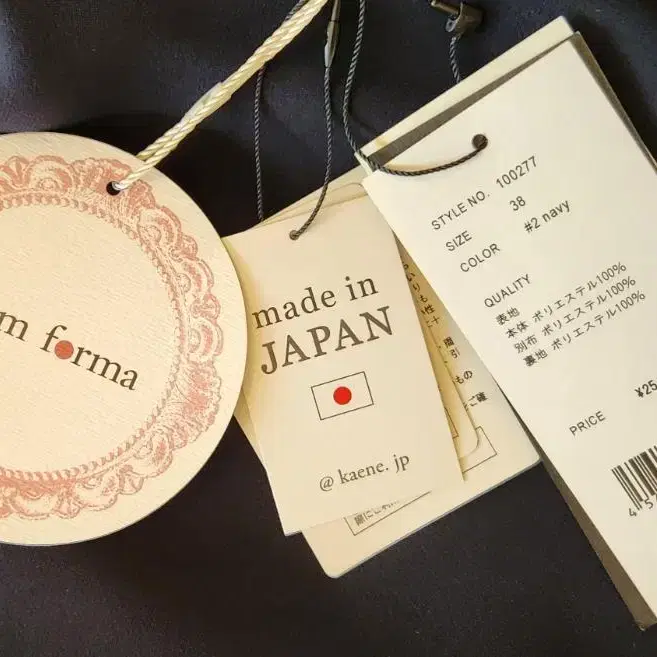 m forma
made in
JAPAN
@ kaene. jp
STYLE NO. 100277
SIZE 38
COLOR #2 navy
QUALITY
表地
本体 ポリエステル100%
別布 ポリエステル100%
裏地 ポリエステル100%
PRICE ¥25